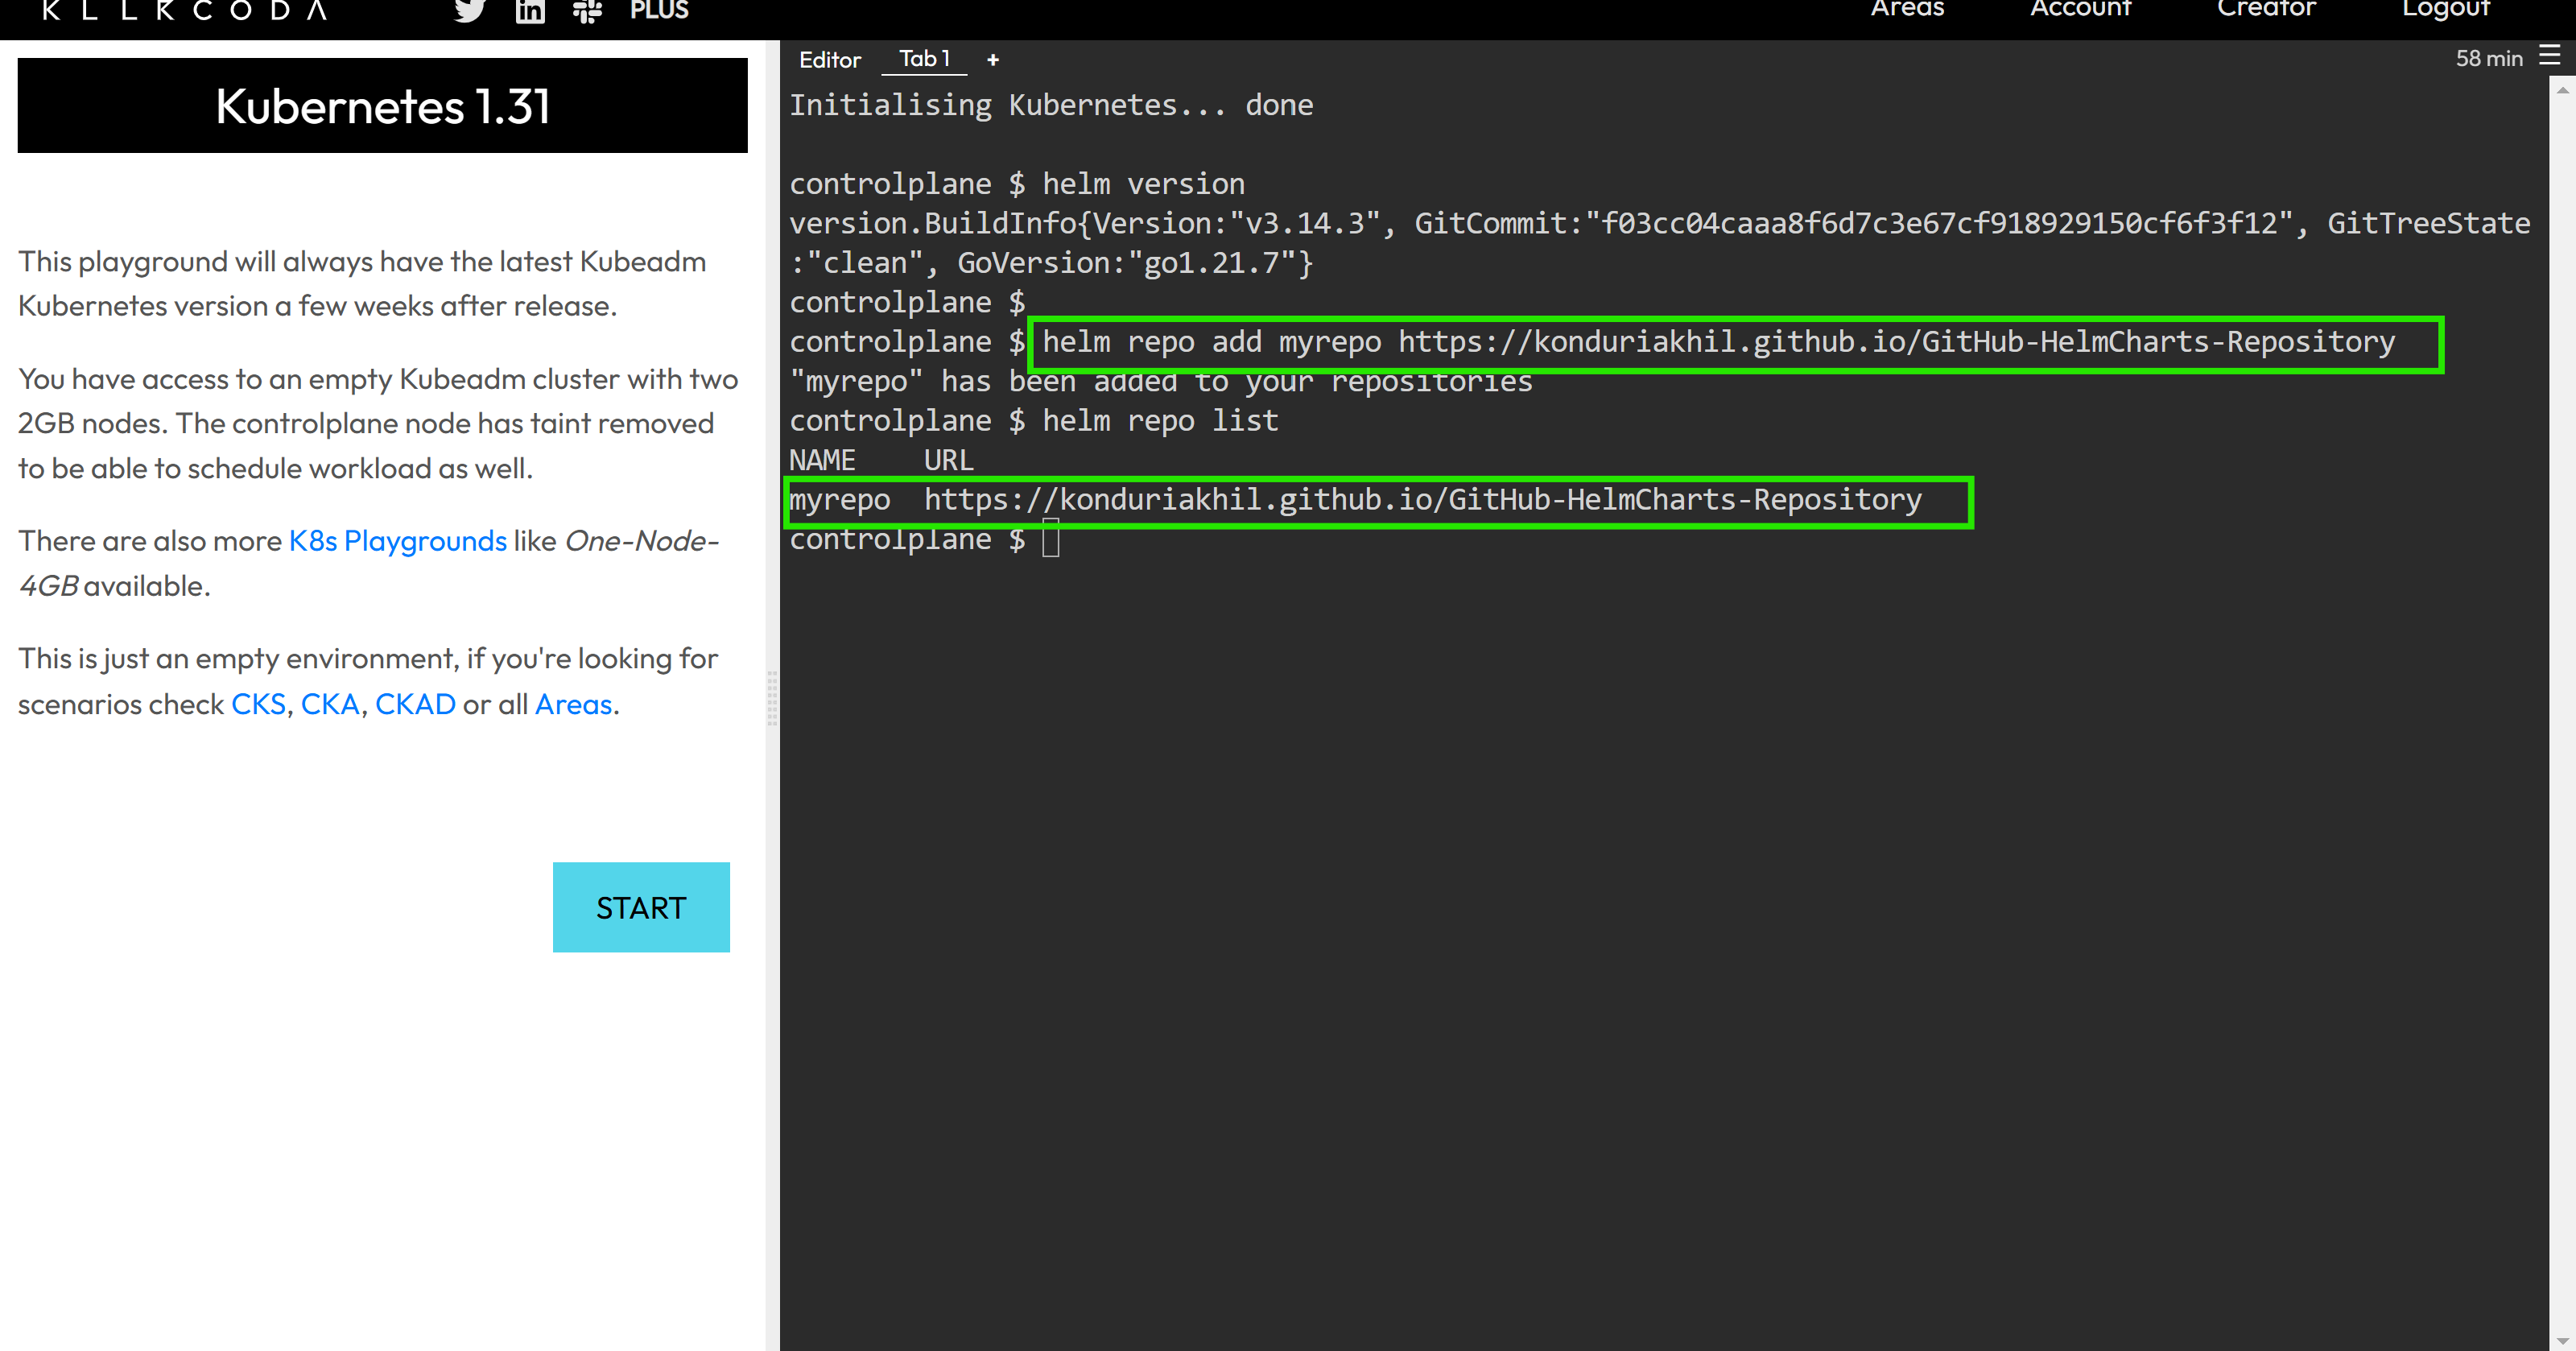 KILLERCODA
PLUS
Areas
Account
Creator
Logout
Kubernetes 1.31
This playground will always have the latest Kubeadm
Kubernetes version a few weeks after release.
You have access to an empty Kubeadm cluster with two
2GB nodes. The controlplane node has taint removed
to be able to schedule workload as well.
There are also more K8s Playgrounds like One-Node-
4GB available.
This is just an empty environment, if you're looking for
scenarios check CKS, CKA, CKAD or all Areas.
START
Editor
Tab 1
+
58 min
Initialising Kubernetes... done
controlplane $ helm version
version.BuildInfo{Version:"v3.14.3", GitCommit:"f03cc04caaa8f6d7c3e67cf918929150cf6f3f12", GitTreeState
:"clean", GoVersion:"go1.21.7"}
controlplane $
controlplane $ helm repo add myrepo https://konduriakhil.github.io/GitHub-HelmCharts-Repository
"myrepo" has been added to your repositories
controlplane $ helm repo list
NAME    URL
myrepo  https://konduriakhil.github.io/GitHub-HelmCharts-Repository
controlplane $